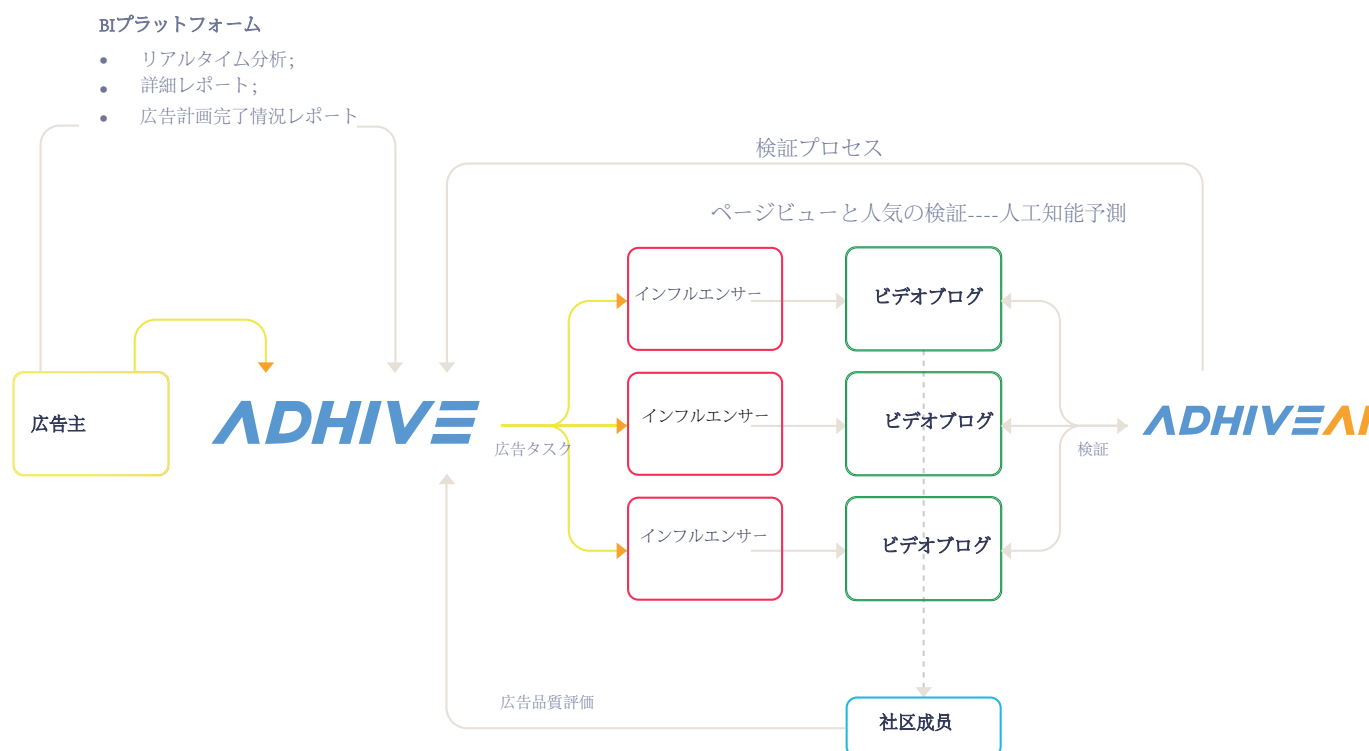 BIプラットフォーム
• リアルタイム分析；
• 詳細レポート；
• 広告計画完了情況レポート
検証プロセス
ページビューと人気の検証----人工知能予測
インフルエンサー
ビデオブログ
広告主
ADHIVE
広告タスク
インフルエンサー
ビデオブログ
検証
ADHIVEAI
インフルエンサー
ビデオブログ
広告品質評価
社区成员